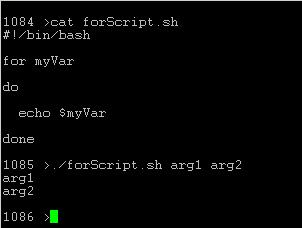 1084 >cat forScript.sh
#!/bin/bash
for myVar
do
echo $myVar
done
1085 >./forScript.sh arg1 arg2
arg1
arg2
1086 >